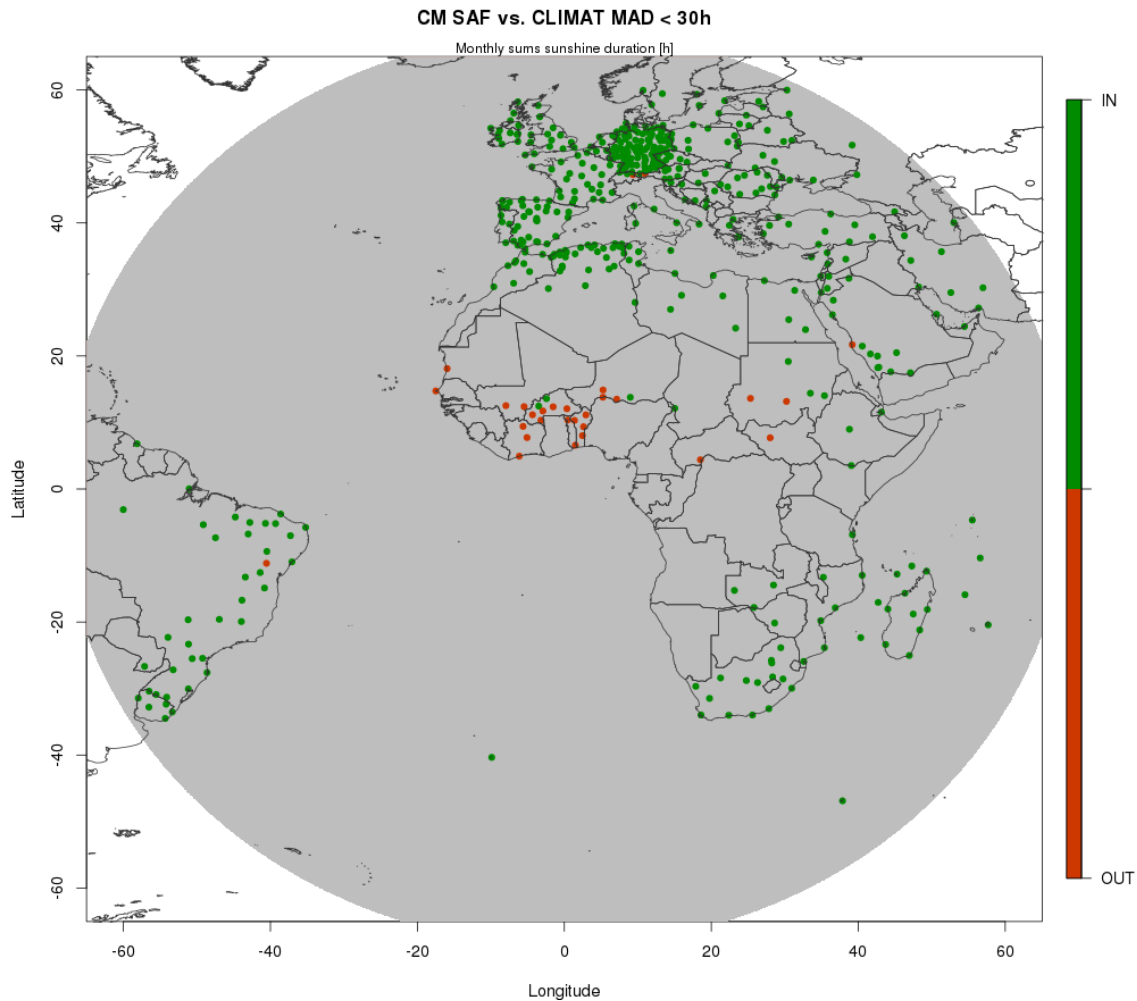 CM SAF vs. CLIMAT MAD < 30h
Monthly sums sunshine duration [h]
60
40
20
0
-20
-40
-60
Latitude
-60
-40
-20
0
20
40
60
Longitude
IN
OUT